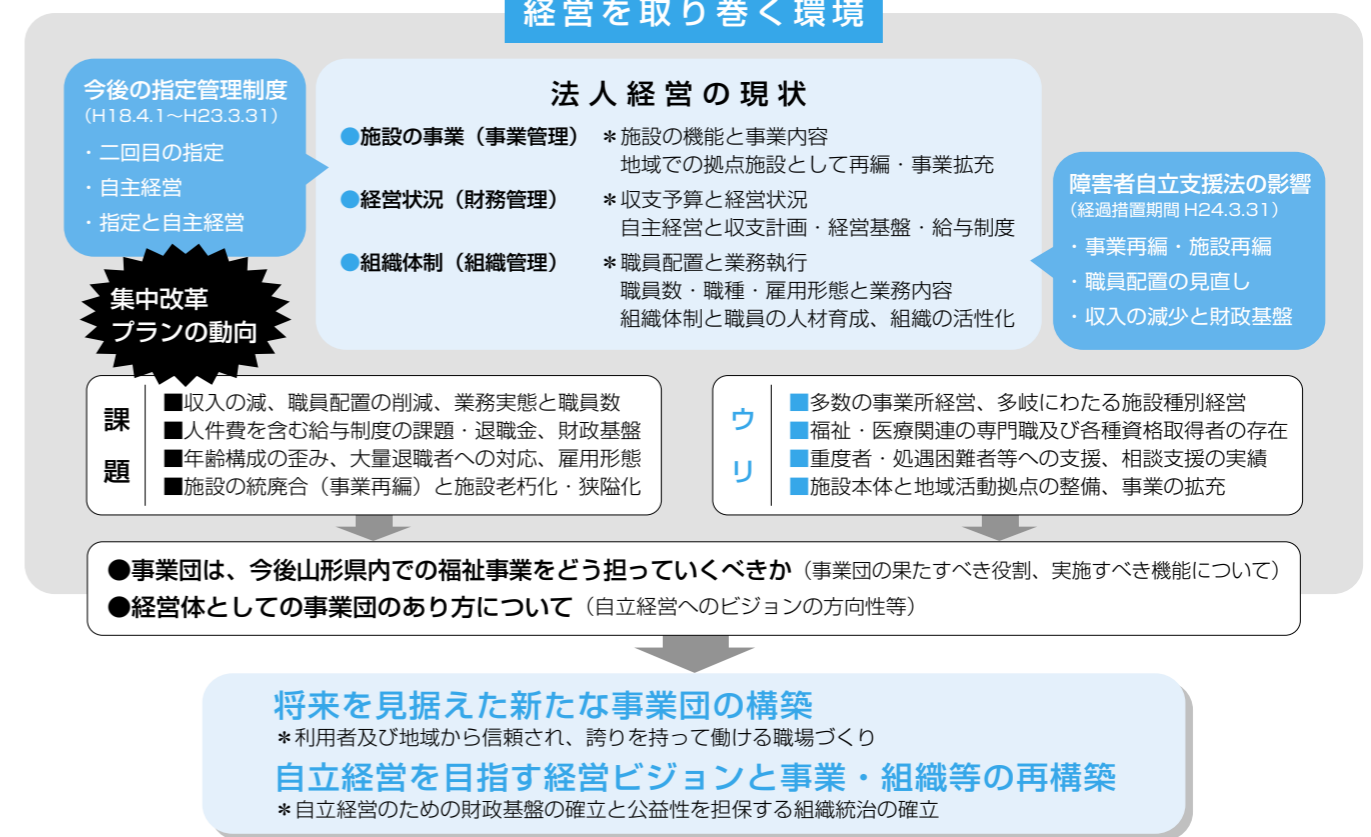 経営を取り巻く環境
今後の指定管理制度
（H18.4.1～H23.3.31）
・二回目の指定
・自主経営
・指定と自主経営
集中改革
プランの動向
法人経営の現状
●施設の事業（事業管理） ＊施設の機能と事業内容
地域での拠点施設として再編・事業拡充
●経営状況（財務管理） ＊収支予算と経営状況
自主経営と収支計画・経営基盤・給与制度
●組織体制（組織管理） ＊職員配置と業務執行
職員数・職種・雇用形態と業務内容
組織体制と職員の人材育成、組織の活性化
障害者自立支援法の影響
（経過措置期間 H24.3.31）
・事業再編・施設再編
・職員配置の見直し
・収入の減少と財政基盤
課題
■収入の減、職員配置の削減、業務実態と職員数
■人件費を含む給与制度の課題・退職金、財政基盤
■年齢構成の歪み、大量退職者への対応、雇用形態
■施設の統廃合（事業再編）と施設老朽化・狭隘化
ウリ
■多数の事業所経営、多岐にわたる施設種別経営
■福祉・医療関連の専門職及び各種資格取得者の存在
■重度者・処遇困難者等への支援、相談支援の実績
■施設本体と地域活動拠点の整備、事業の拡充
●事業団は、今後山形県内での福祉事業をどう担っていくべきか（事業団の果たすべき役割、実施すべき機能について）
●経営体としての事業団のあり方について（自立経営へのビジョンの方向性等）
将来を見据えた新たな事業団の構築
＊利用者及び地域から信頼され、誇りを持って働ける職場づくり
自立経営を目指す経営ビジョンと事業・組織等の再構築
＊自立経営のための財政基盤の確立と公益性を担保する組織統治の確立